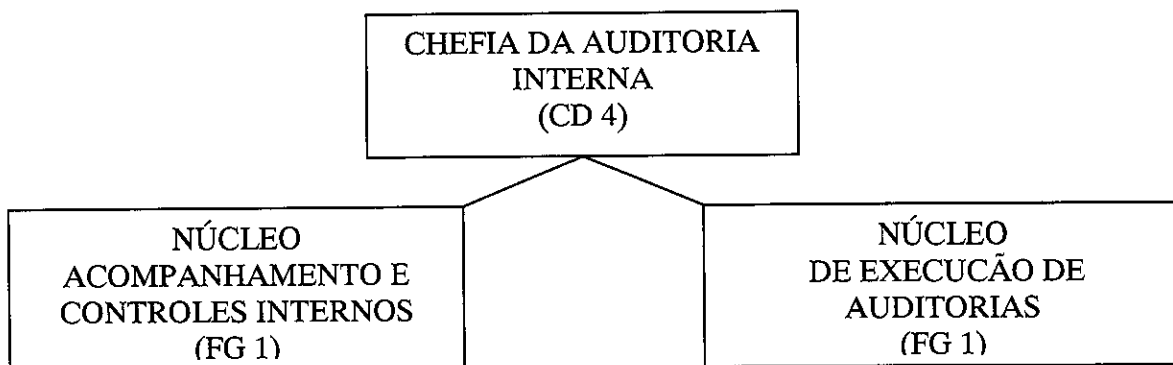 CHEFIA DA AUDITORIA
INTERNA
(CD 4)
NÚCLEO
ACOMPANHAMENTO E
CONTROLES INTERNOS
(FG 1)
NÚCLEO
DE EXECUCÃO DE
AUDITORIAS
(FG 1)